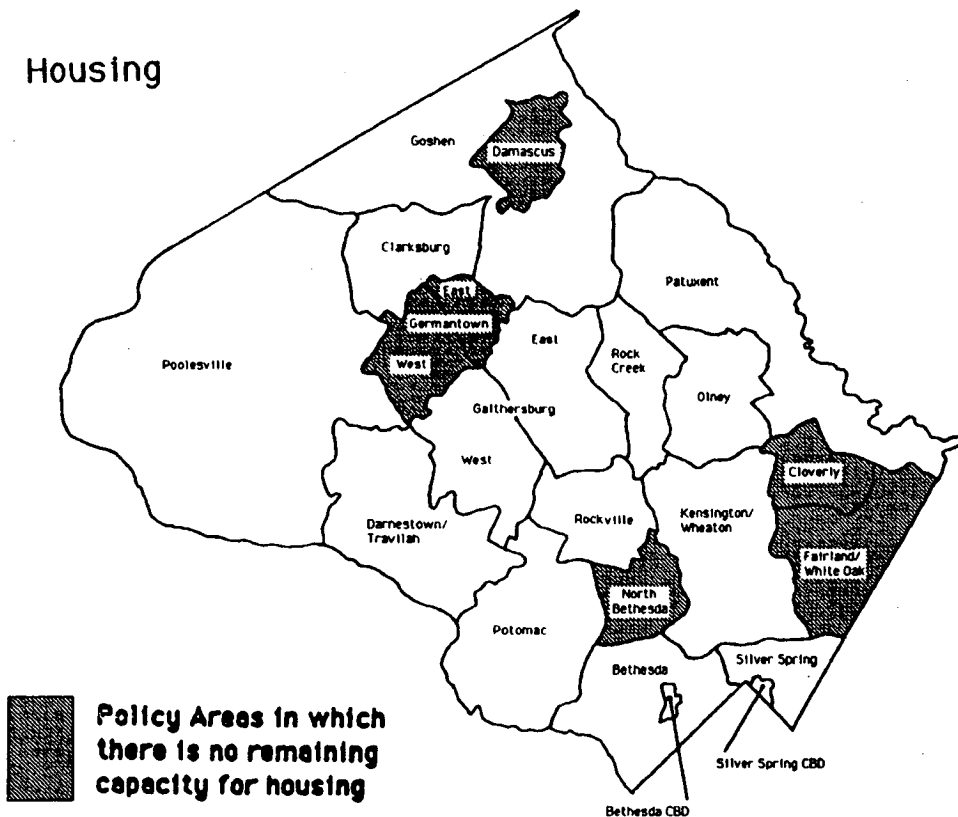 Housing
Goshen
Damascus
Clarksburg
East
Germantown
West
Patuxent
Poolesville
East
Rock
Creek
Olney
Gaithersburg
West
Cloverly
Darnestown/
Travilah
Rockville
Kensington/
Wheaton
Fairland/
White Oak
North
Bethesda
Potomac
Bethesda
Silver Spring
Policy Areas in which
there is no remaining
capacity for housing
Silver Spring CBD
Bethesda CBD